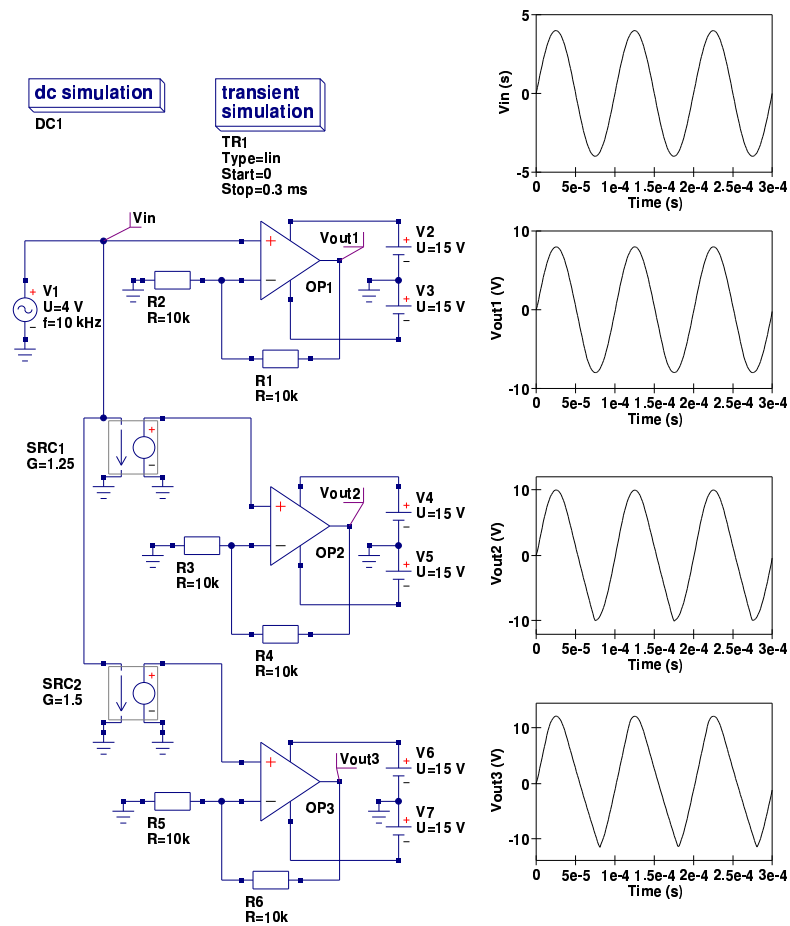 dc simulation
DC1
transient
simulation
TR1
Type=lin
Start=0
Stop=0.3 ms
Vin
V1
U=4 V
f=10 kHz
+
−
R2
R=10k
+
−
OP1
Vout1
V2
U=15 V
+
−
V3
U=15 V
+
−
R1
R=10k
SRC1
G=1.25
+
−
R3
R=10k
+
−
OP2
Vout2
V4
U=15 V
+
−
V5
U=15 V
+
−
R4
R=10k
SRC2
G=1.5
+
−
R5
R=10k
+
−
OP3
Vout3
V6
U=15 V
+
−
V7
U=15 V
+
−
R6
R=10k
Vin (s)
5
0
-5
0 5e-5 1e-4 1.5e-4 2e-4 2.5e-4 3e-4
Time (s)
Vout1 (V)
10
0
-10
0 5e-5 1e-4 1.5e-4 2e-4 2.5e-4 3e-4
Time (s)
Vout2 (V)
10
0
-10
0 5e-5 1e-4 1.5e-4 2e-4 2.5e-4 3e-4
Time (s)
Vout3 (V)
10
0
-10
0 5e-5 1e-4 1.5e-4 2e-4 2.5e-4 3e-4
Time (s)